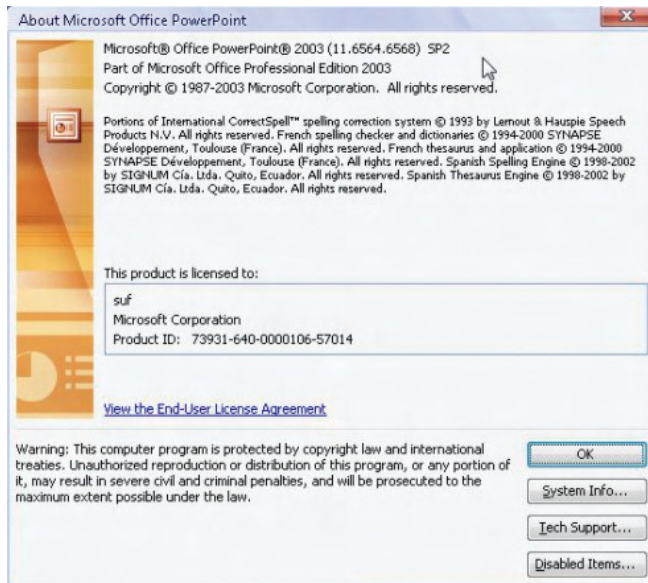 About Microsoft Office PowerPoint
Microsoft® Office PowerPoint® 2003 (11.6564.6568) SP2
Part of Microsoft Office Professional Edition 2003
Copyright © 1987-2003 Microsoft Corporation. All rights reserved.
Portions of International CorrectSpell™ spelling correction system © 1993 by Lernout & Hauspie Speech
Products N.V. All rights reserved. French spelling checker and dictionaries © 1994-2000 SYNAPSE
Développement, Toulouse (France). All rights reserved. French thesaurus and application © 1994-2000
SYNAPSE Développement, Toulouse (France). All rights reserved. Spanish Spelling Engine © 1998-2002
by SIGNUM Cía. Ltda. Quito, Ecuador. All rights reserved. Spanish Thesaurus Engine © 1998-2002 by
SIGNUM Cía. Ltda. Quito, Ecuador. All rights reserved.
This product is licensed to:
suf
Microsoft Corporation
Product ID: 73931-640-0000106-57014
View the End-User License Agreement
Warning: This computer program is protected by copyright law and international
treaties. Unauthorized reproduction or distribution of this program, or any portion of
it, may result in severe civil and criminal penalties, and will be prosecuted to the
maximum extent possible under the law.
OK
System Info...
Tech Support...
Disabled Items...